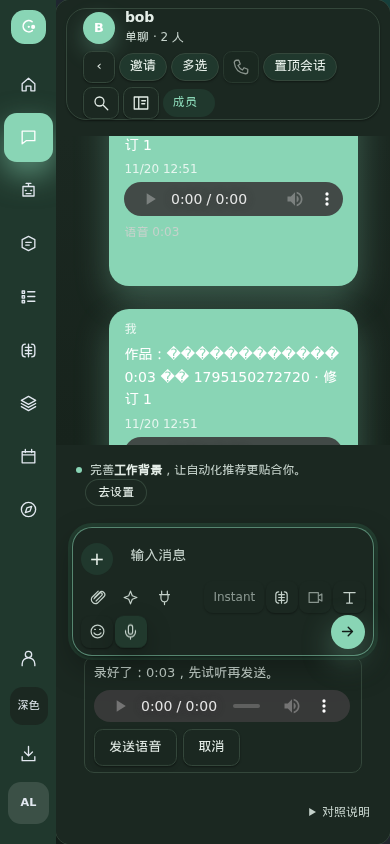 B
bob
单聊 · 2 人
‹ 邀请 多选 置顶会话
成员
订 1
11/20 12:51
0:00 / 0:00
语音 0:03
我
作品：��������������
0:03 �� 1795150272720 · 修
订 1
11/20 12:51
完善工作背景，让自动化推荐更贴合你。
去设置
输入消息
Instant
录好了：0:03，先试听再发送。
0:00 / 0:00
发送语音 取消
深色
AL
▶ 对照说明